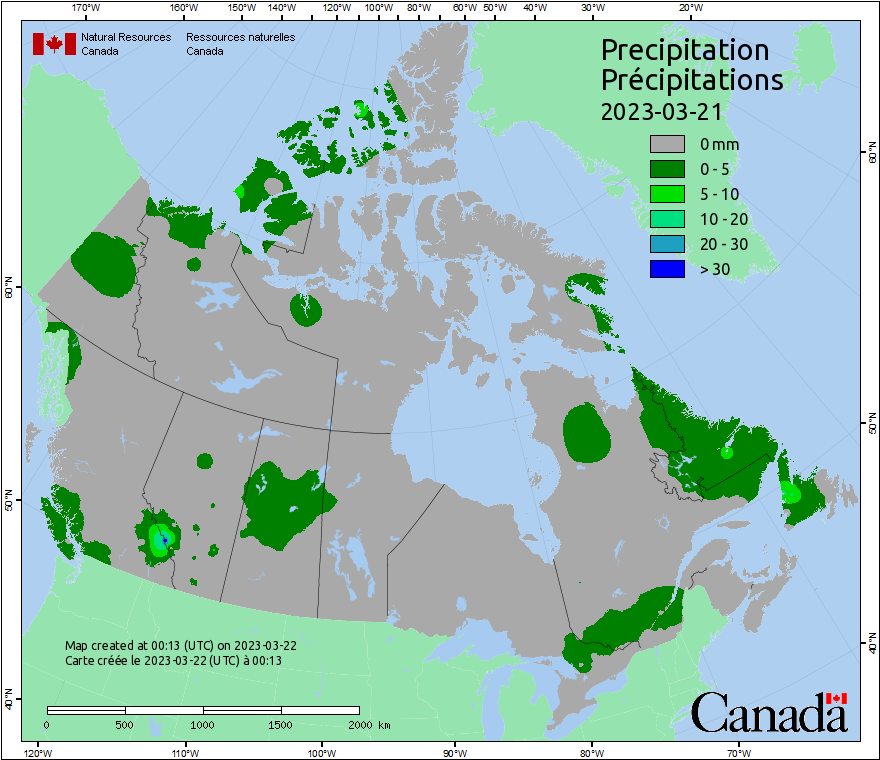 170°W 160°W 150°W 140°W 120°W 100°W 80°W 60°W 50°W 40°W 30°W 20°W
Natural Resources Ressources naturelles
Canada Canada
Precipitation
Précipitations
2023-03-21
0 mm
0 - 5
5 - 10
10 - 20
20 - 30
> 30
60°N
60°N
50°N
50°N
40°N
40°N
Map created at 00:13 (UTC) on 2023-03-22
Carte créée le 2023-03-22 (UTC) à 00:13
0 500 1000 1500 2000 km
Canada
120°W 110°W 100°W 90°W 80°W 70°W